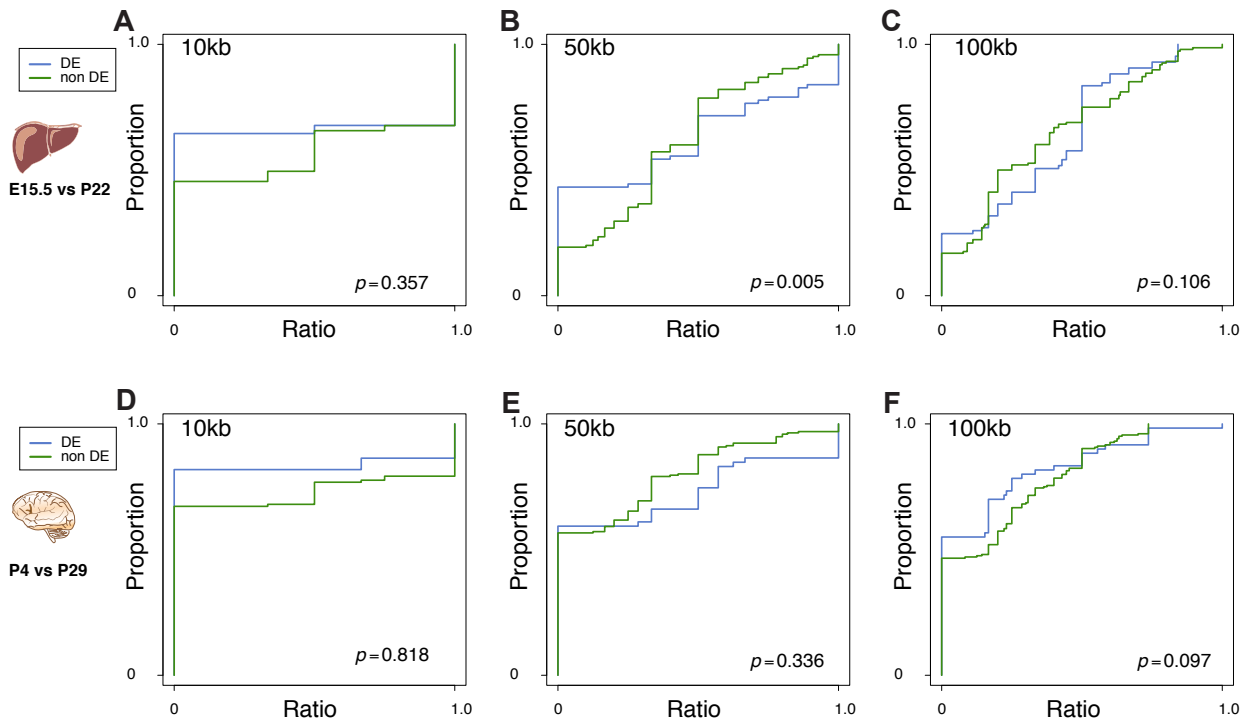 A
B
C
DE
non DE
E15.5 vs P22
10kb
1.0
0
Proportion
p=0.357
0
1.0
Ratio
50kb
1.0
0
Proportion
p=0.005
0
1.0
Ratio
100kb
1.0
0
Proportion
p=0.106
0
1.0
Ratio
D
E
F
DE
non DE
P4 vs P29
10kb
1.0
0
Proportion
p=0.818
0
1.0
Ratio
50kb
1.0
0
Proportion
p=0.336
0
1.0
Ratio
100kb
1.0
0
Proportion
p=0.097
0
1.0
Ratio